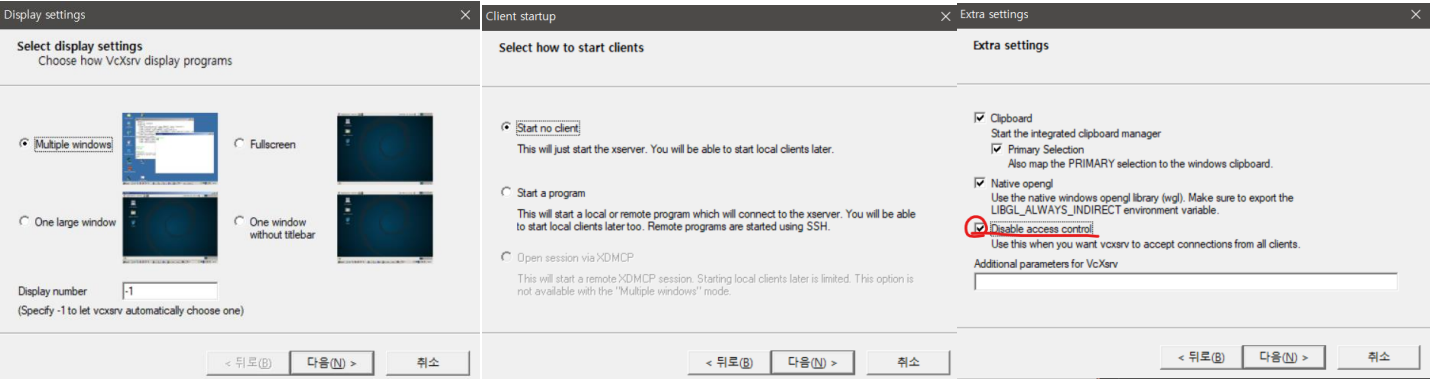 Display settings
Select display settings
Choose how VcXsrv display programs
Multiple windows
Fullscreen
One large window
One window
without titlebar
Display number
-1
(Specify -1 to let vcxsrv automatically choose one)
< 뒤로(B)
다음(N) >
취소
Client startup
Select how to start clients
Start no client
This will just start the xserver. You will be able to start local clients later.
Start a program
This will start a local or remote program which will connect to the xserver. You will be able
to start local clients later too. Remote programs are started using SSH.
Open session via XDMCP
This will start a remote XDMCP session. Starting local clients later is limited. This option is
not available with the "Multiple windows" mode.
< 뒤로(B)
다음(N) >
취소
Extra settings
Extra settings
Clipboard
Start the integrated clipboard manager
Primary Selection
Also map the PRIMARY selection to the windows clipboard.
Native opengl
Use the native windows opengl library (wgl). Make sure to export the
LIBGL_ALWAYS_INDIRECT environment variable.
Disable access control
Use this when you want vcxsrv to accept connections from all clients.
Additional parameters for VcXsrv
< 뒤로(B)
다음(N) >
취소